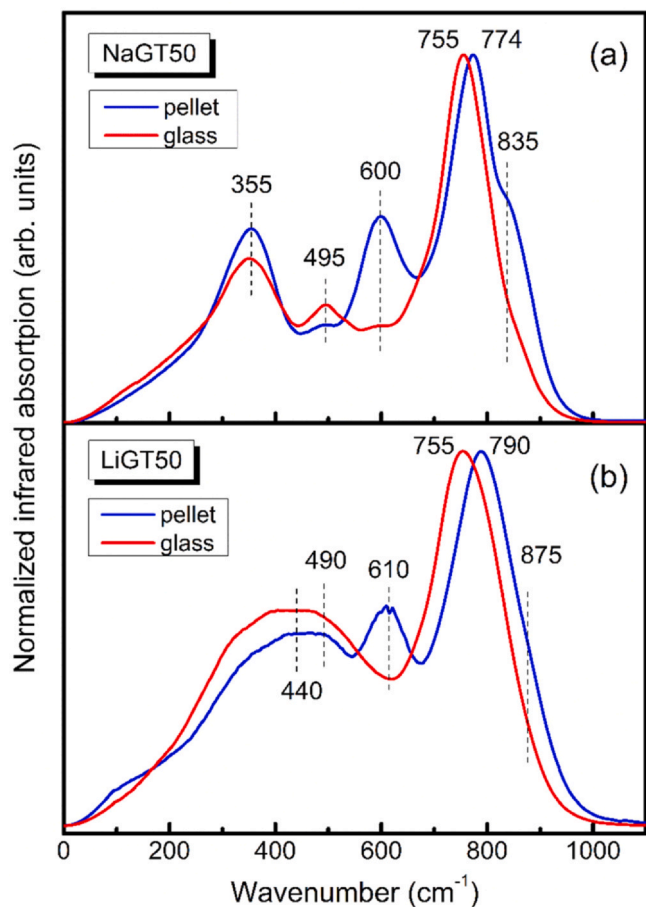 755 774
NaGT50
(a)
pellet
glass
835
600
355
495
Normalized infrared absortpion (arb. units)
755 790
LiGT50
(b)
pellet
glass
490
610
875
440
0 200 400 600 800 1000
Wavenumber (cm⁻¹)